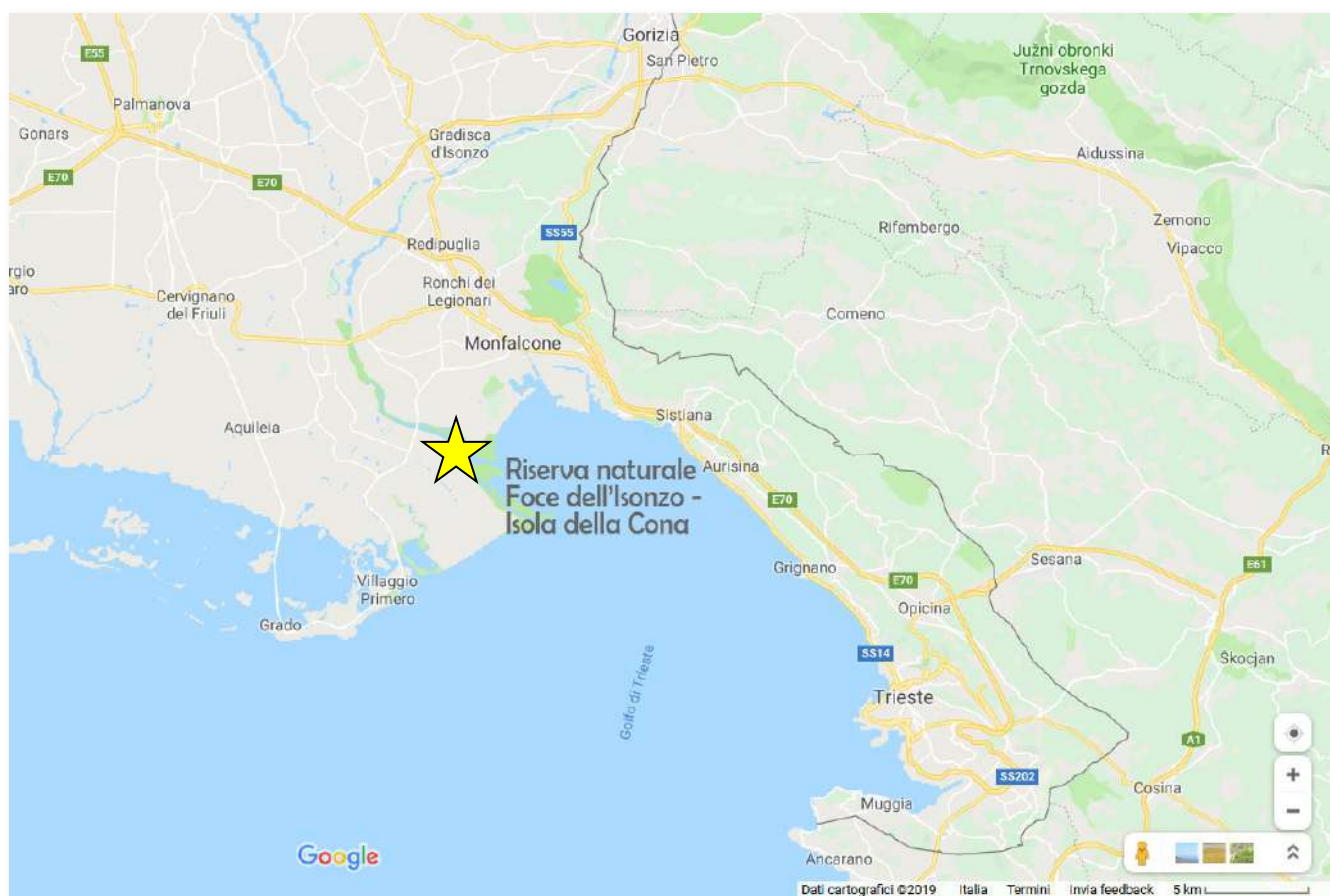 Gorizia
San Pietro
Južni obronki
Trnovskega
gozda
E55
Palmanova
Gonars
Gradisca
d'Isonzo
Aidussina
E70
E70
Zemono
Rifembergo
SS55
Vipacco
Redipuglia
Ronchi dei
Legionari
Cervignano
del Friuli
Comeno
Monfalcone
Sistiana
Aquileia
Aurisina
Riserva naturale
Foce dell'Isonzo -
Isola della Cona
E70
Sesana
E61
Grignano
E70
Villaggio
Primero
Opicina
Grado
SS14
Škocjan
Golfo di Trieste
Trieste
A1
SS202
Cosina
Muggia
Google
Ancarano
Dati cartografici ©2019 Italia Termini Invia feedback 5 km